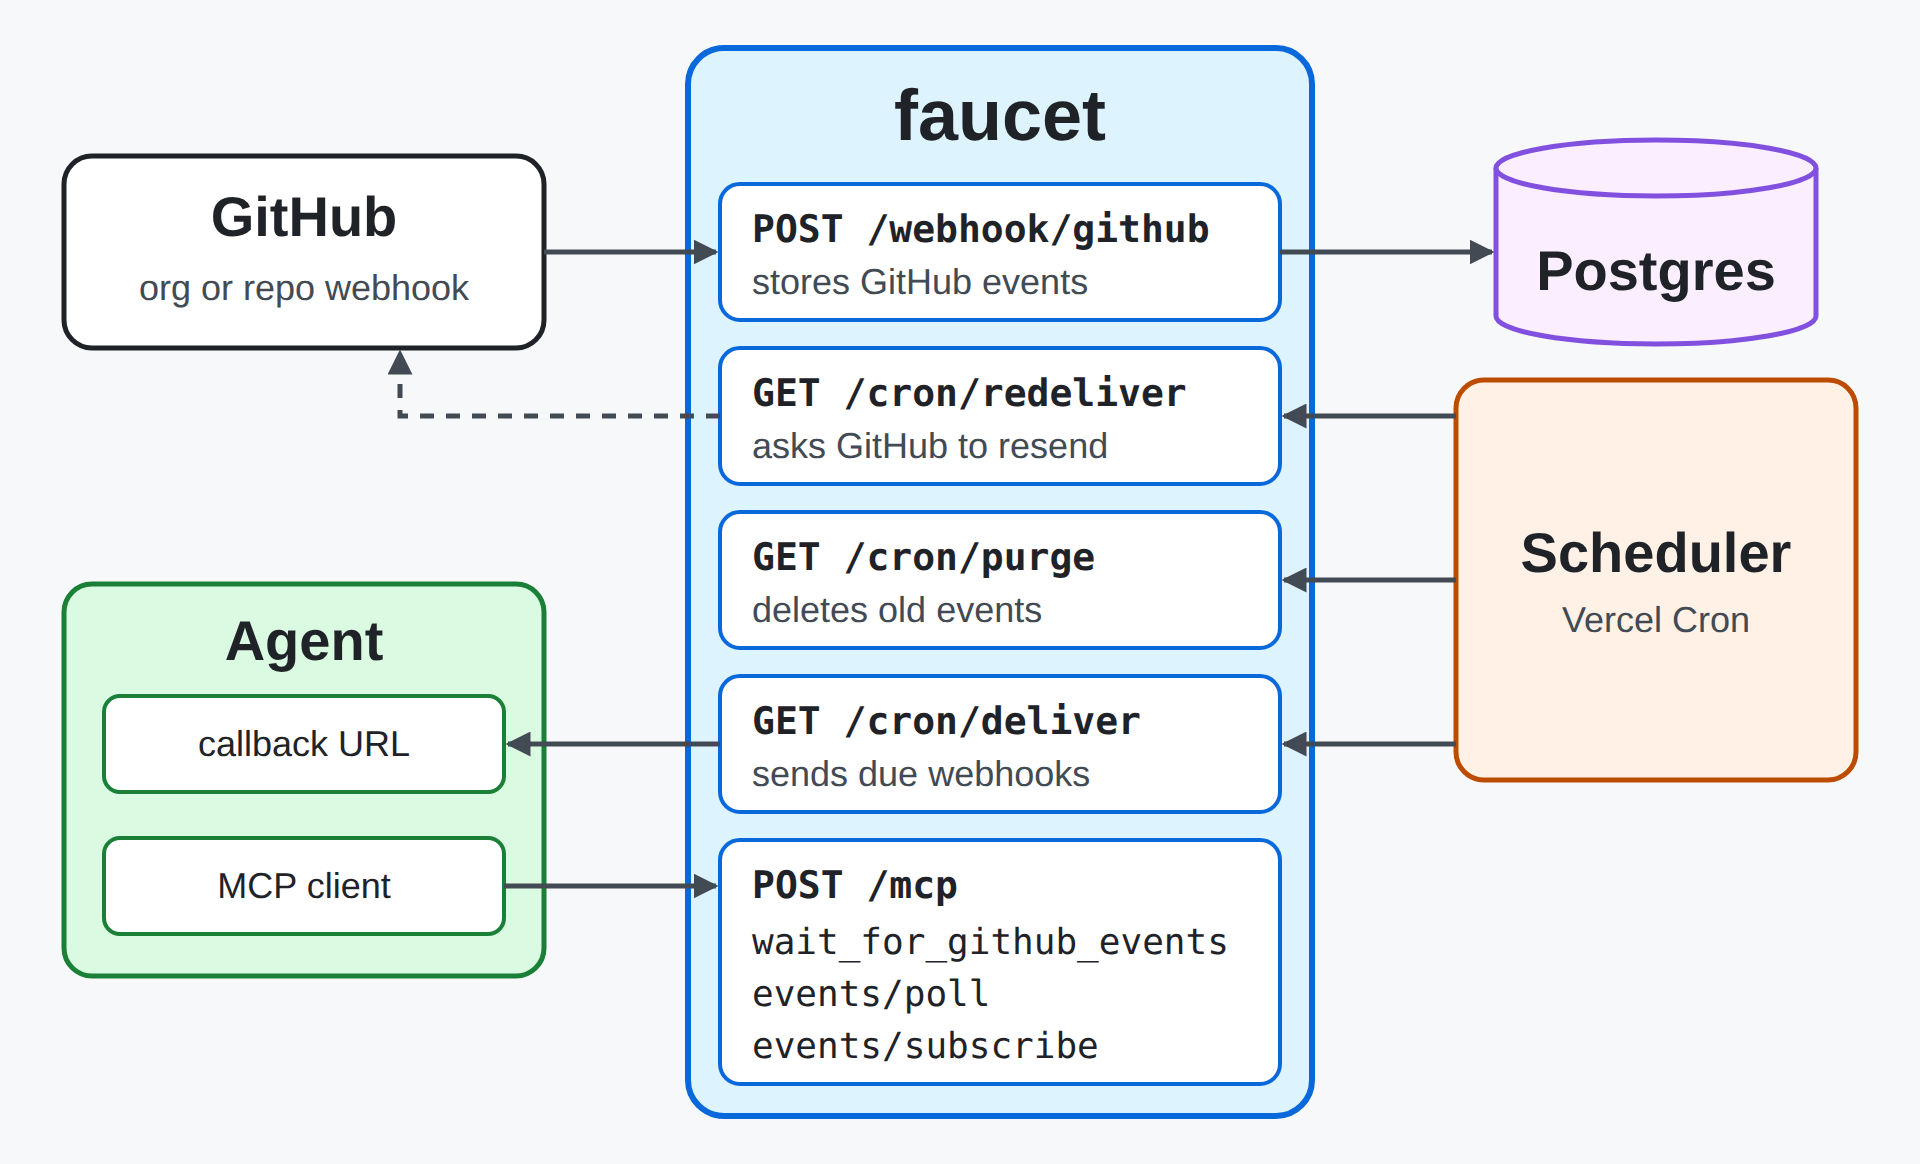 faucet
GitHub
org or repo webhook
POST /webhook/github
stores GitHub events
Postgres
GET /cron/redeliver
asks GitHub to resend
GET /cron/purge
deletes old events
Scheduler
Vercel Cron
Agent
callback URL
MCP client
GET /cron/deliver
sends due webhooks
POST /mcp
wait_for_github_events
events/poll
events/subscribe